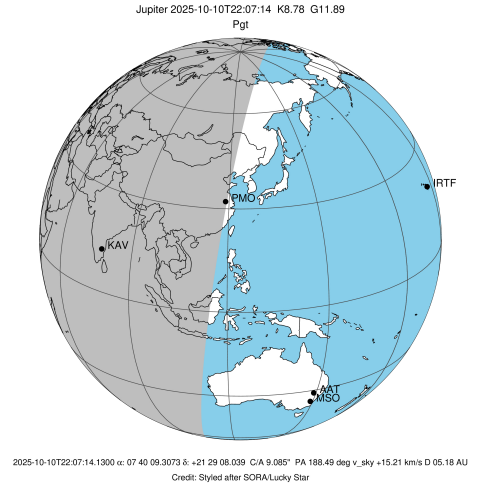 Jupiter 2025-10-10T22:07:14 K8.78 G11.89
Pgt
IRTF
PMO
KAV
AAT
MSO
2025-10-10T22:07:14.1300 α: 07 40 09.3073 δ: +21 29 08.039 C/A 9.085" PA 188.49 deg v_sky +15.21 km/s D 05.18 AU
Credit: Styled after SORA/Lucky Star